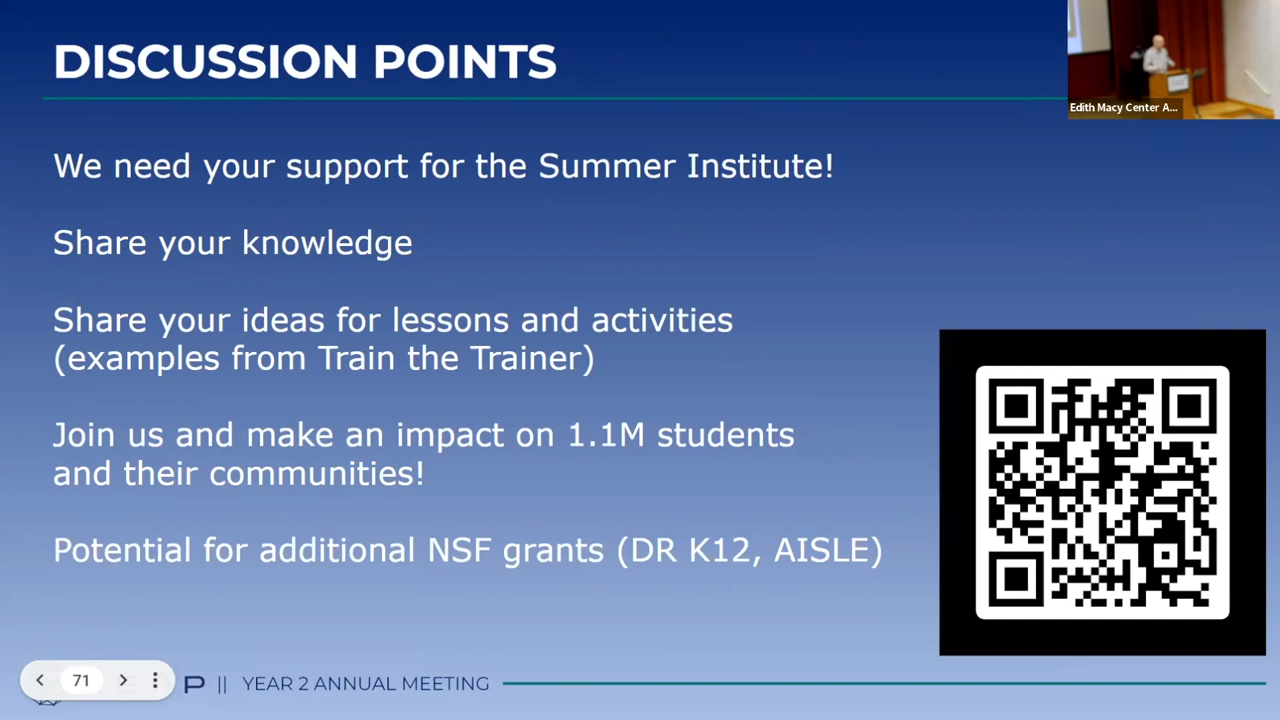 DISCUSSION POINTS
Edith Macy Center A...
We need your support for the Summer Institute!
Share your knowledge
Share your ideas for lessons and activities
(examples from Train the Trainer)
Join us and make an impact on 1.1M students
and their communities!
Potential for additional NSF grants (DR K12, AISLE)
71
P || YEAR 2 ANNUAL MEETING